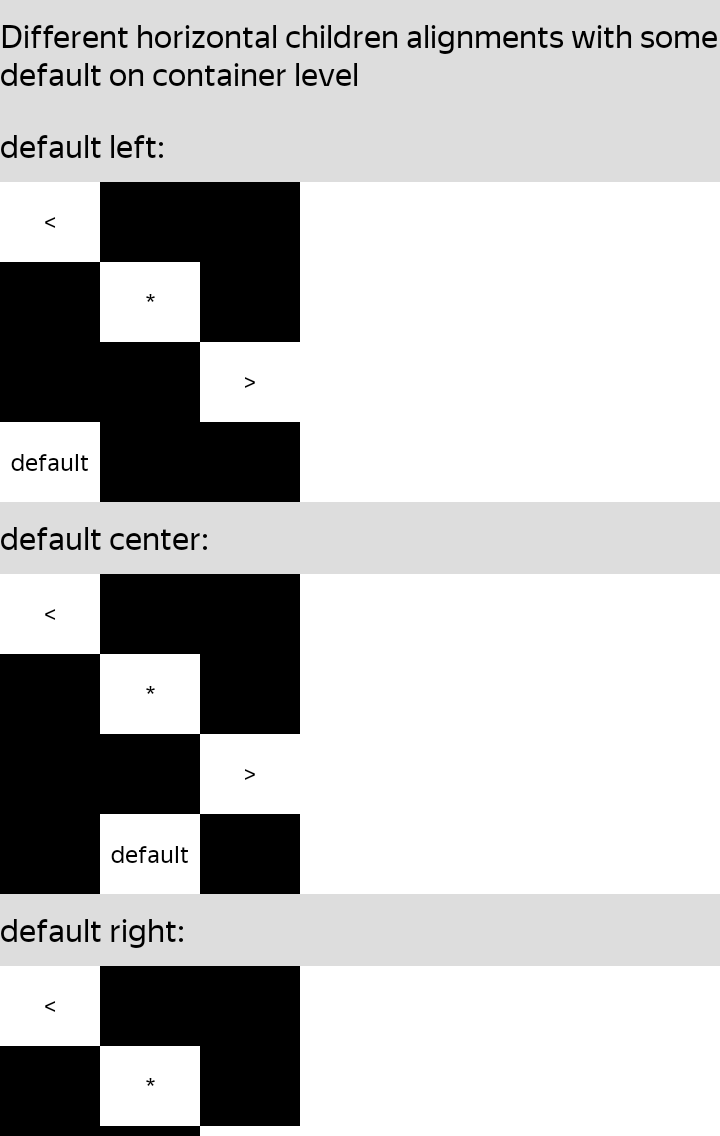 Different horizontal children alignments with some
default on container level
default left:
<
*
>
default
default center:
<
*
>
default
default right:
<
*